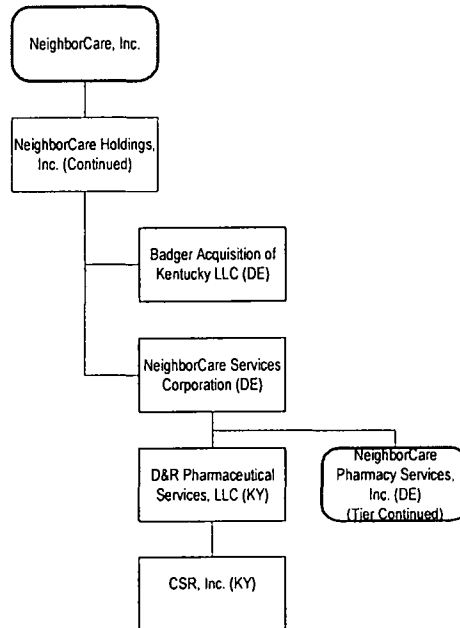 NeighborCare, Inc.
NeighborCare Holdings,
Inc. (Continued)
Badger Acquisition of
Kentucky LLC (DE)
NeighborCare Services
Corporation (DE)
D&R Pharmaceutical
Services, LLC (KY)
NeighborCare
Pharmacy Services,
Inc. (DE)
(Tier Continued)
CSR, Inc. (KY)